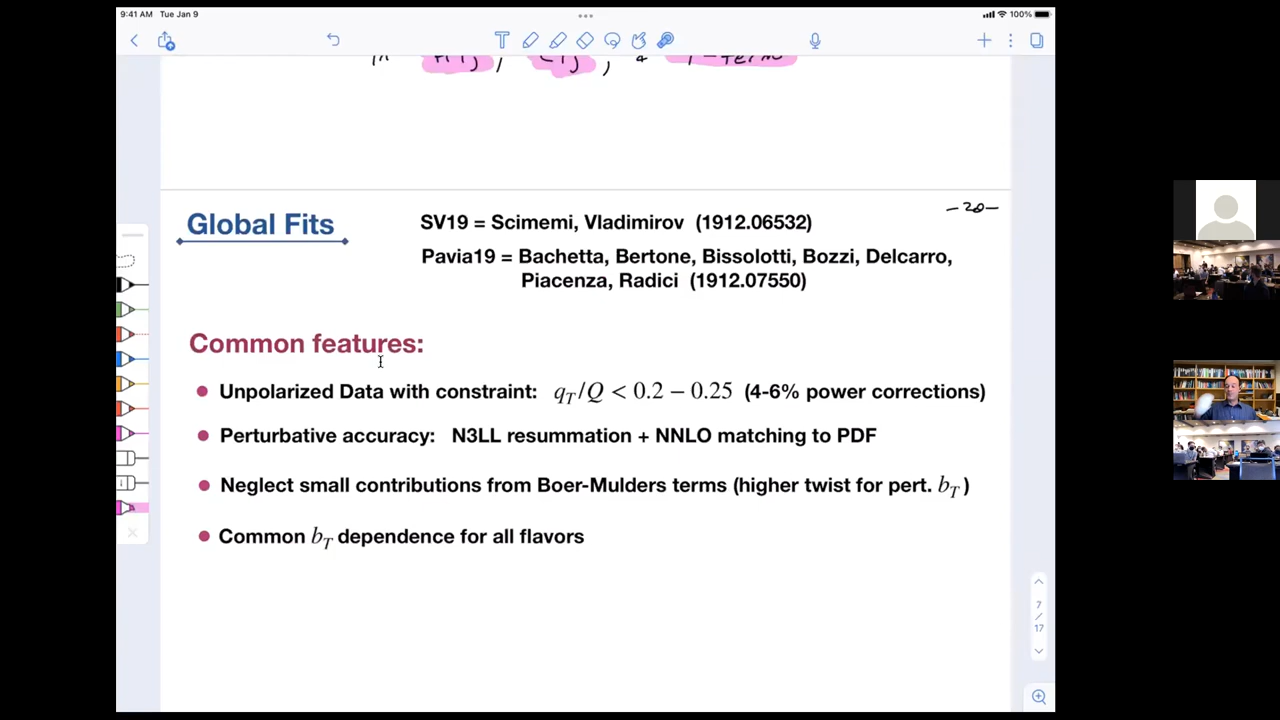 9:41 AM Tue Jan 9
100%
-20-
Global Fits
SV19 = Scimemi, Vladimirov (1912.06532)
Pavia19 = Bachetta, Bertone, Bissolotti, Bozzi, Delcarro,
Piacenza, Radici (1912.07550)
Common features:
Unpolarized Data with constraint: q_T/Q < 0.2 − 0.25 (4-6% power corrections)
Perturbative accuracy: N3LL resummation + NNLO matching to PDF
Neglect small contributions from Boer-Mulders terms (higher twist for pert. b_T)
Common b_T dependence for all flavors
7
/
17